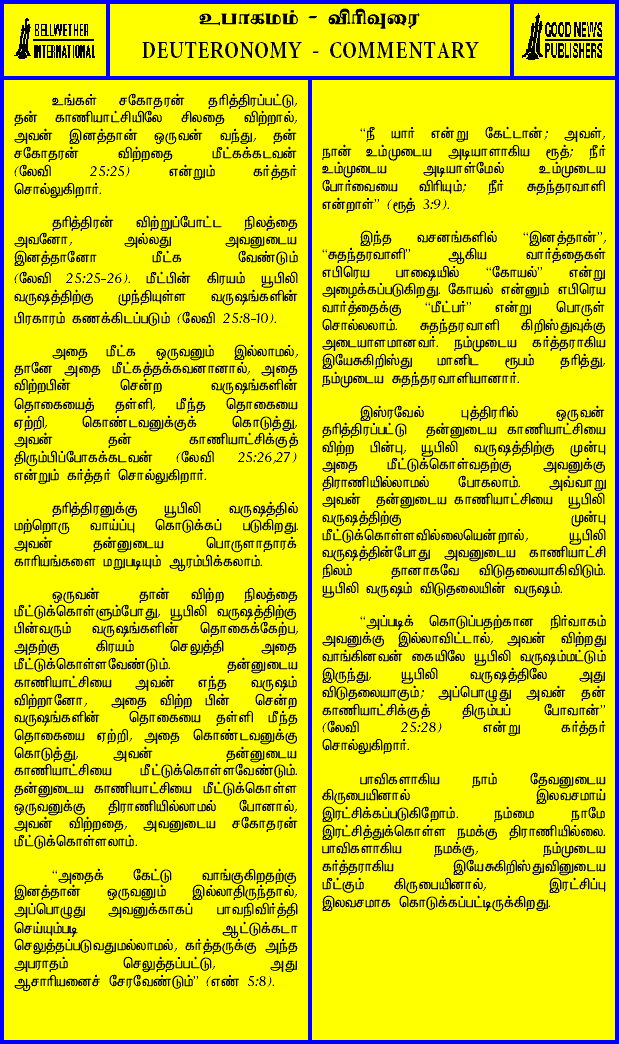 BELLWETHER
INTERNATIONAL
உபாகமம் - விரிவுரை
DEUTERONOMY - COMMENTARY
GOOD NEWS
PUBLISHERS
உங்கள் சகோதரன் தரித்திரப்பட்டு,
தன் காணியாட்சியிலே சிலதை விற்றால்,
அவன் இனத்தான் ஒருவன் வந்து, தன்
சகோதரன் விற்றதை மீட்கக்கடவன்
(லேவி 25:25) என்றும் கர்த்தர்
சொல்லுகிறார்.
தரித்திரன் விற்றுப்போட்ட நிலத்தை
அவனோ, அல்லது அவனுடைய
இனத்தானோ மீட்க வேண்டும்
(லேவி 25:25-26). மீட்பின் கிரயம் யூபிலி
வருஷத்திற்கு முந்தியுள்ள வருஷங்களின்
பிரகாரம் கணக்கிடப்படும் (லேவி 25:8-10).
அதை மீட்க ஒருவனும் இல்லாமல்,
தானே அதை மீட்கத்தக்கவனானால், அதை
விற்றபின் சென்ற வருஷங்களின்
தொகையைத் தள்ளி, மீந்த தொகையை
ஏற்றி, கொண்டவனுக்குக் கொடுத்து,
அவன் தன் காணியாட்சிக்குத்
திரும்பிப்போகக்கடவன் (லேவி 25:26,27)
என்றும் கர்த்தர் சொல்லுகிறார்.
தரித்திரனுக்கு யூபிலி வருஷத்தில்
மற்றொரு வாய்ப்பு கொடுக்கப் படுகிறது.
அவன் தன்னுடைய பொருளாதாரக்
காரியங்களை மறுபடியும் ஆரம்பிக்கலாம்.
ஒருவன் தான் விற்ற நிலத்தை
மீட்டுக்கொள்ளும்போது, யூபிலி வருஷத்திற்கு
பின்வரும் வருஷங்களின் தொகைக்கேற்ப,
அதற்கு கிரயம் செலுத்தி அதை
மீட்டுக்கொள்ளவேண்டும். தன்னுடைய
காணியாட்சியை அவன் எந்த வருஷம்
விற்றானோ, அதை விற்ற பின் சென்ற
வருஷங்களின் தொகையை தள்ளி மீந்த
தொகையை ஏற்றி, அதை கொண்டவனுக்கு
கொடுத்து, அவன் தன்னுடைய
காணியாட்சியை மீட்டுக்கொள்ளவேண்டும்.
தன்னுடைய காணியாட்சியை மீட்டுக்கொள்ள
ஒருவனுக்கு திராணியில்லாமல் போனால்,
அவன் விற்றதை, அவனுடைய சகோதரன்
மீட்டுக்கொள்ளலாம்.
“அதைக் கேட்டு வாங்குகிறதற்கு
இனத்தான் ஒருவனும் இல்லாதிருந்தால்,
அப்பொழுது அவனுக்காகப் பாவநிவிர்த்தி
செய்யும்படி ஆட்டுக்கடா
செலுத்தப்படுவதுமல்லாமல், கர்த்தருக்கு அந்த
அபராதம் செலுத்தப்பட்டு, அது
ஆசாரியனைச் சேரவேண்டும்” (எண் 5:8).
“நீ யார் என்று கேட்டான்; அவள்,
நான் உம்முடைய அடியாளாகிய ரூத்; நீர்
உம்முடைய அடியாள்மேல் உம்முடைய
போர்வையை விரியும்; நீர் சுதந்தரவாளி
என்றாள்” (ரூத் 3:9).
இந்த வசனங்களில் “இனத்தான்”,
“சுதந்தரவாளி” ஆகிய வார்த்தைகள்
எபிரெய பாஷையில் “கோயல்” என்று
அழைக்கப்படுகிறது. கோயல் என்னும் எபிரெய
வார்த்தைக்கு “மீட்பர்” என்று பொருள்
சொல்லலாம். சுதந்தரவாளி கிறிஸ்துவுக்கு
அடையாளமானவர். நம்முடைய கர்த்தராகிய
இயேசுகிறிஸ்து மானிட ரூபம் தரித்து,
நம்முடைய சுதந்தரவாளியானார்.
இஸ்ரவேல் புத்திரரில் ஒருவன்
தரித்திரப்பட்டு தன்னுடைய காணியாட்சியை
விற்ற பின்பு, யூபிலி வருஷத்திற்கு முன்பு
அதை மீட்டுக்கொள்வதற்கு அவனுக்கு
திராணியில்லாமல் போகலாம். அவ்வாறு
அவன் தன்னுடைய காணியாட்சியை யூபிலி
வருஷத்திற்கு முன்பு
மீட்டுக்கொள்ளவில்லையென்றால், யூபிலி
வருஷத்தின்போது அவனுடைய காணியாட்சி
நிலம் தானாகவே விடுதலையாகிவிடும்.
யூபிலி வருஷம் விடுதலையின் வருஷம்.
“அப்படிக் கொடுப்பதற்கான நிர்வாகம்
அவனுக்கு இல்லாவிட்டால், அவன் விற்றது
வாங்கினவன் கையிலே யூபிலி வருஷம்மட்டும்
இருந்து, யூபிலி வருஷத்திலே அது
விடுதலையாகும்; அப்பொழுது அவன் தன்
காணியாட்சிக்குத் திரும்பப் போவான்”
(லேவி 25:28) என்று கர்த்தர்
சொல்லுகிறார்.
பாவிகளாகிய நாம் தேவனுடைய
கிருபையினால் இலவசமாய்
இரட்சிக்கப்படுகிறோம். நம்மை நாமே
இரட்சித்துக்கொள்ள நமக்கு திராணியில்லை.
பாவிகளாகிய நமக்கு, நம்முடைய
கர்த்தராகிய இயேசுகிறிஸ்துவினுடைய
மீட்கும் கிருபையினால், இரட்சிப்பு
இலவசமாக கொடுக்கப்பட்டிருக்கிறது.